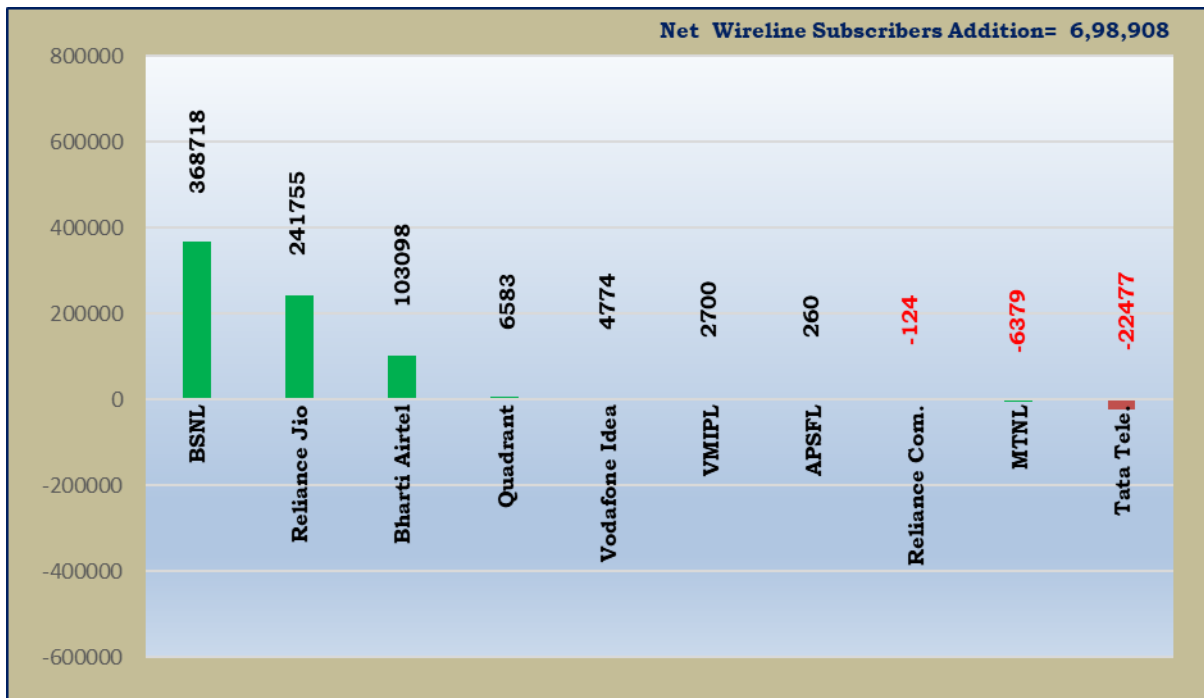 Net Wireline Subscribers Addition= 6,98,908
800000
600000
400000
200000
0
-200000
-400000
-600000
368718
241755
103098
6583
4774
2700
260
-124
-6379
-22477
BSNL
Reliance Jio
Bharti Airtel
Quadrant
Vodafone Idea
VMIPL
APSFL
Reliance Com.
MTNL
Tata Tele.